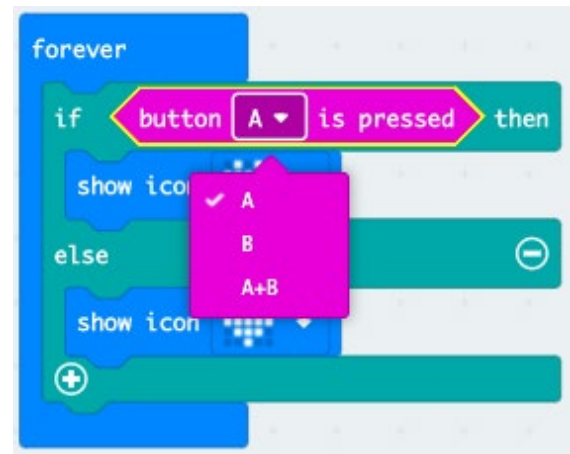 forever
if button A is pressed then
show icon
A
else
B
A+B
show icon